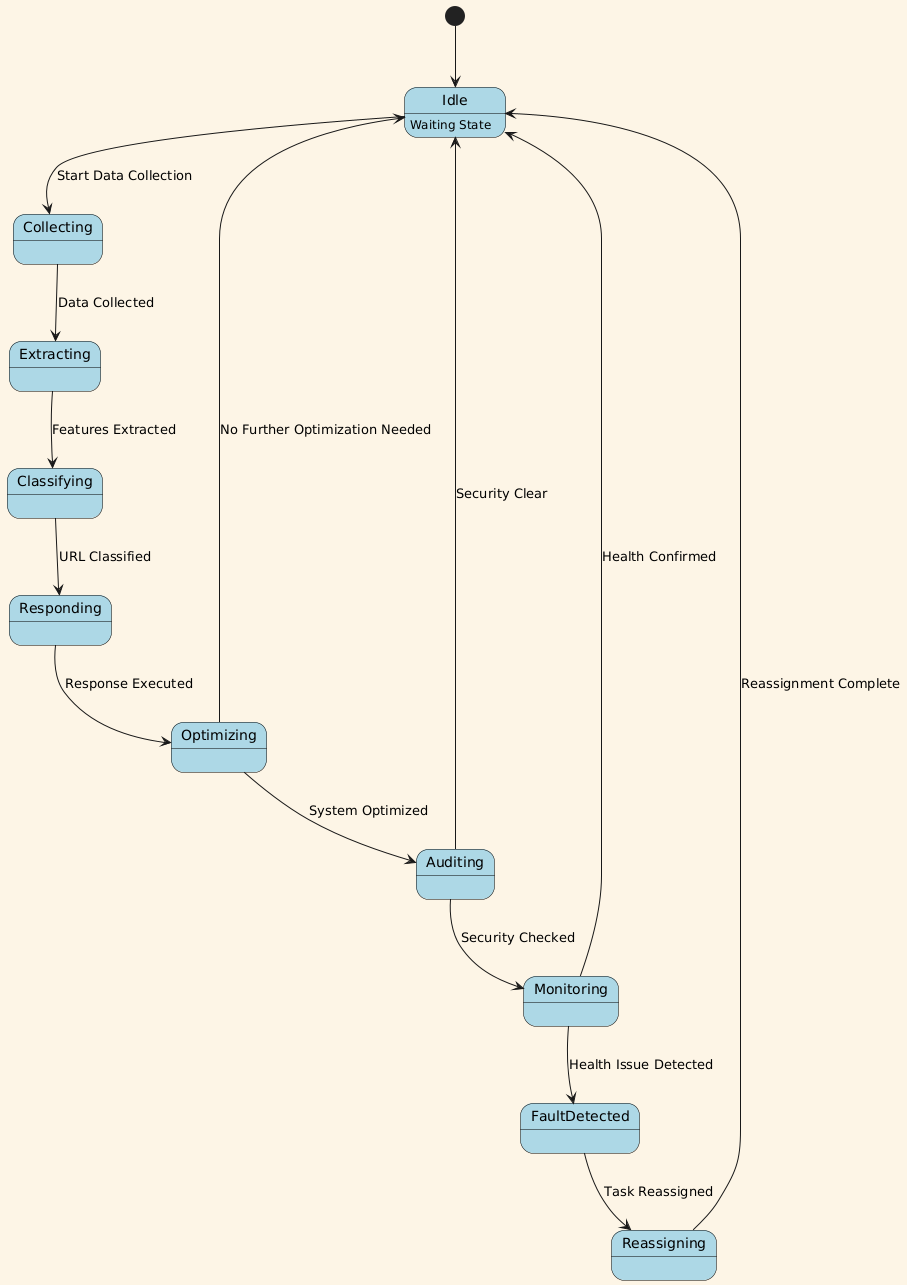 Idle
Waiting State
Start Data Collection
Collecting
Data Collected
Extracting
Features Extracted
No Further Optimization Needed
Classifying
Security Clear
URL Classified
Health Confirmed
Responding
Response Executed
Reassignment Complete
Optimizing
System Optimized
Auditing
Security Checked
Monitoring
Health Issue Detected
FaultDetected
Task Reassigned
Reassigning